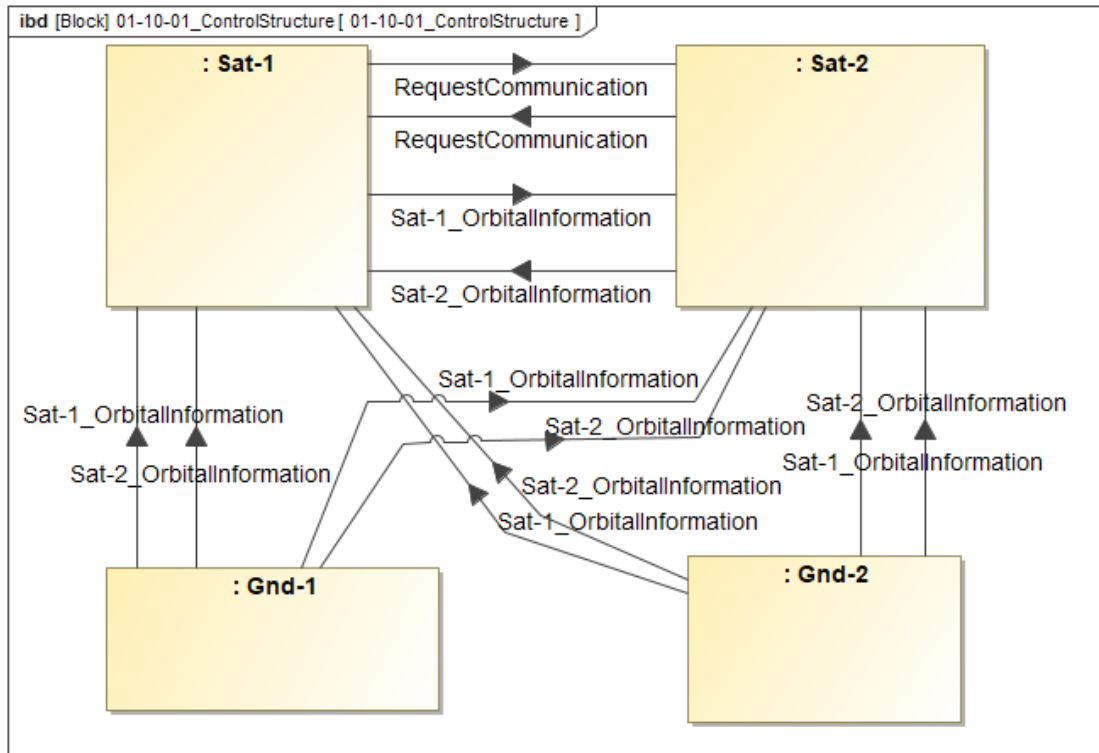 ibd [Block] 01-10-01_ControlStructure [ 01-10-01_ControlStructure ]
: Sat-1
: Sat-2
RequestCommunication
RequestCommunication
Sat-1_OrbitalInformation
Sat-2_OrbitalInformation
Sat-1_OrbitalInformation
Sat-2_OrbitalInformation
Sat-1_OrbitalInformation
Sat-2_OrbitalInformation
Sat-2_OrbitalInformation
Sat-1_OrbitalInformation
Sat-2_OrbitalInformation
Sat-1_OrbitalInformation
: Gnd-1
: Gnd-2